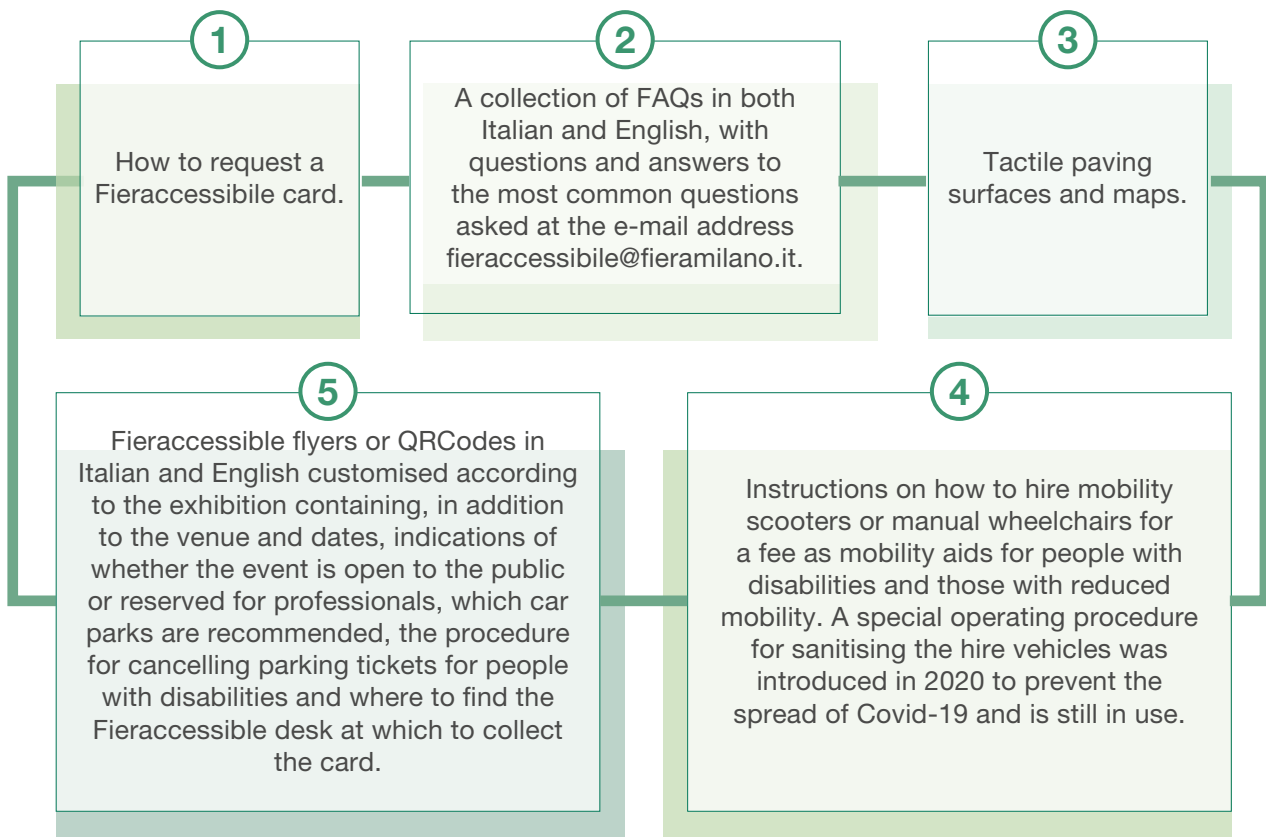 1
How to request a
Fieraccessibile card.
2
A collection of FAQs in both
Italian and English, with
questions and answers to
the most common questions
asked at the e-mail address
fieraccessibile@fieramilano.it.
3
Tactile paving
surfaces and maps.
4
Instructions on how to hire mobility
scooters or manual wheelchairs for
a fee as mobility aids for people with
disabilities and those with reduced
mobility. A special operating procedure
for sanitising the hire vehicles was
introduced in 2020 to prevent the
spread of Covid-19 and is still in use.
5
Fieraccessible flyers or QRCodes in
Italian and English customised according
to the exhibition containing, in addition
to the venue and dates, indications of
whether the event is open to the public
or reserved for professionals, which car
parks are recommended, the procedure
for cancelling parking tickets for people
with disabilities and where to find the
Fieraccessible desk at which to collect
the card.